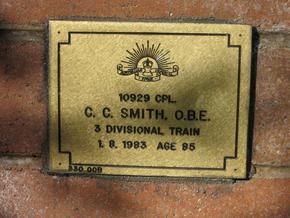 10929 CPL.
C. C. SMITH, O.B.E.
3 DIVISIONAL TRAIN
1. 8. 1983 AGE 95